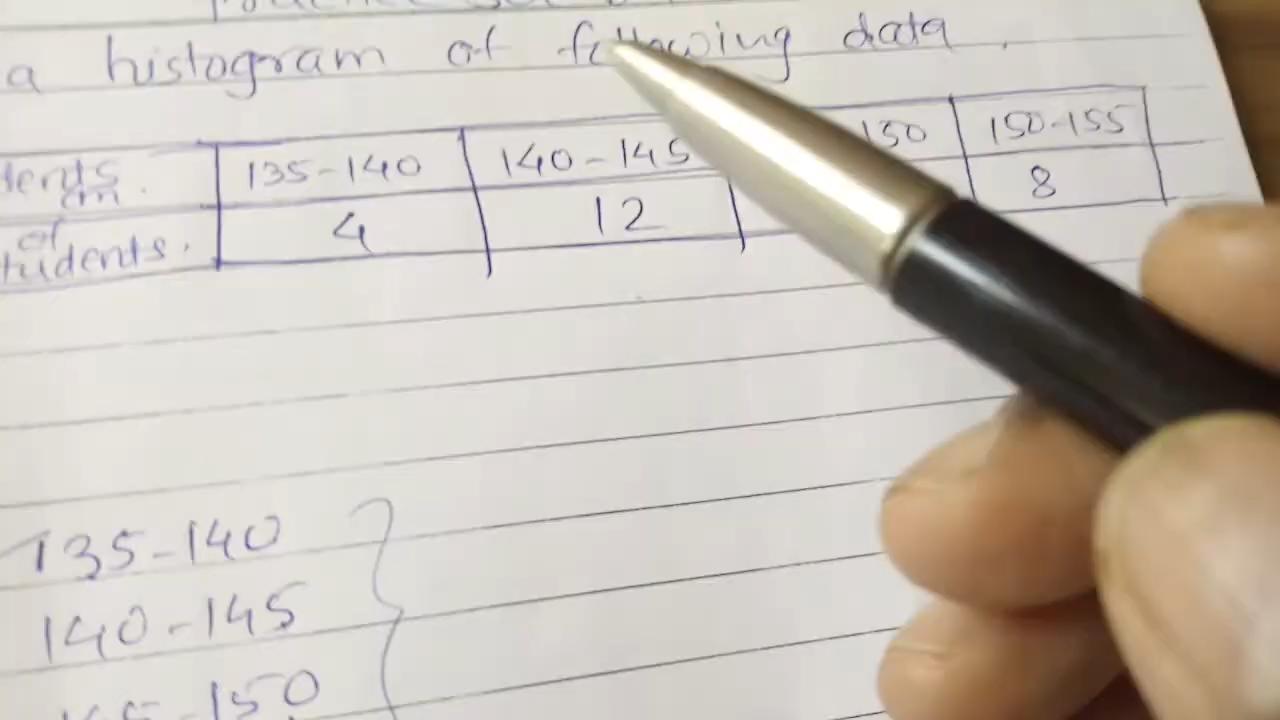 a histogram of following data.
dents 135-140 140-145 150 150-155
cm.
of 4 12 8
tudents.
135-140
140-145
150